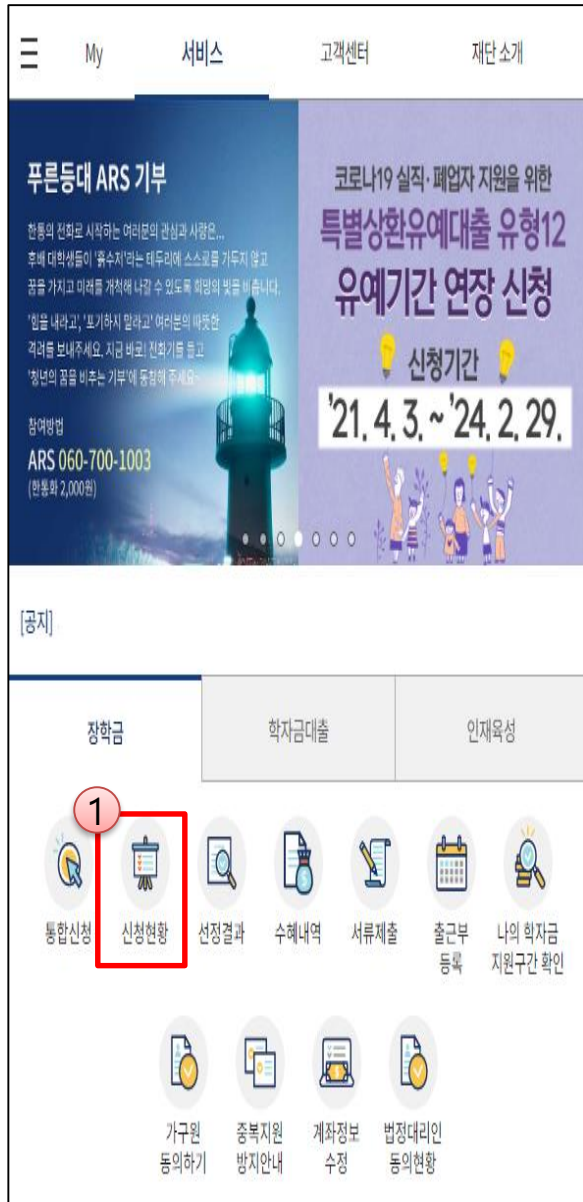 My 서비스 고객센터 재단 소개
푸른등대 ARS 기부
한통의 전화로 시작하는 여러분의 관심과 사랑은...
후배 대학생들이 '흙수저'라는 테두리에 스스로를 가두지 않고
꿈을 가지고 미래를 개척해 나갈 수 있도록 희망의 빛을 비춥니다.
'힘을 내라고', '포기하지 말라고' 여러분의 따뜻한
격려를 보내주세요. 지금 바로! 전화기를 들고
'청년의 꿈을 비추는 기부'에 동참해 주세요~
참여방법
ARS 060-700-1003
(한통화 2,000원)
코로나19 실직·폐업자 지원을 위한
특별상환유예대출 유형12
유예기간 연장 신청
신청기간
'21. 4. 3. ~ '24. 2. 29.
[공지]
장학금 학자금대출 인재육성
1
통합신청 신청현황 선정결과 수혜내역 서류제출 출근부 등록 나의 학자금 지원구간 확인
가구원 동의하기 중복지원 방지안내 계좌정보 수정 법정대리인 동의현황